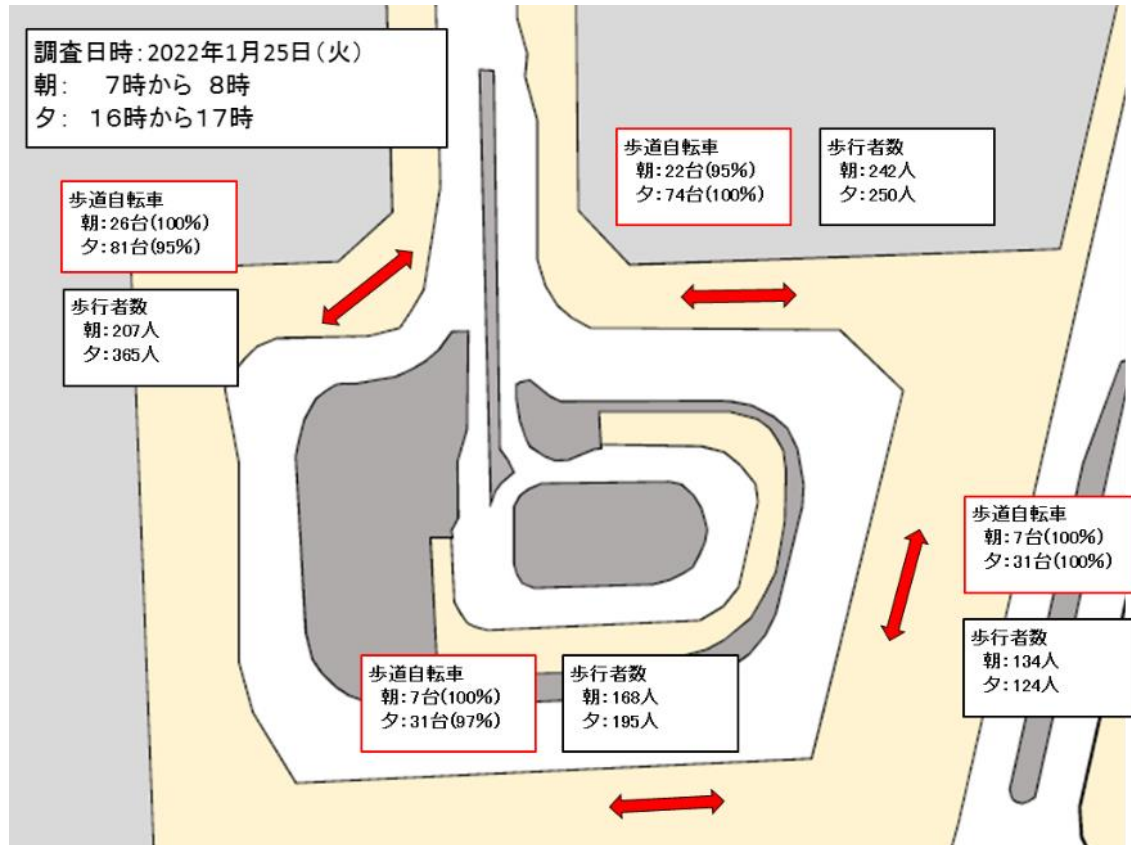 調査日時：2022年1月25日（火）
朝：　7時から　8時
夕：　16時から17時
歩道自転車
朝：22台(95%)
夕：74台(100%)
歩行者数
朝：242人
夕：250人
歩道自転車
朝：26台(100%)
夕：81台(95%)
歩行者数
朝：207人
夕：365人
歩道自転車
朝：7台(100%)
夕：31台(100%)
歩行者数
朝：134人
夕：124人
歩道自転車
朝：7台(100%)
夕：31台(97%)
歩行者数
朝：168人
夕：195人